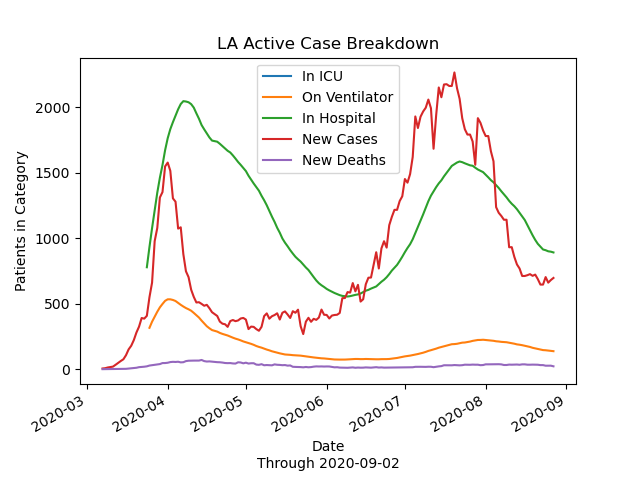 LA Active Case Breakdown
In ICU
On Ventilator
In Hospital
New Cases
New Deaths
Patients in Category
2000
1500
1000
500
0
2020-03
2020-04
2020-05
2020-06
2020-07
2020-08
2020-09
Date
Through 2020-09-02